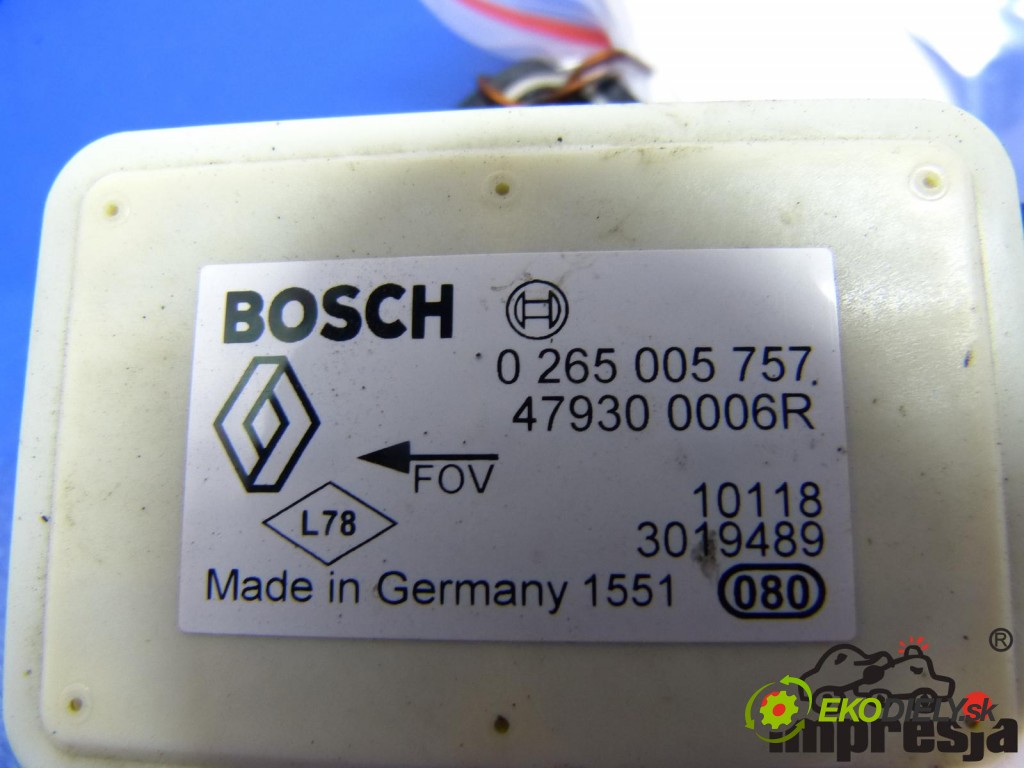 BOSCH
0 265 005 757
47930 0006R
FOV
10118
L78
3019489
Made in Germany 1551 080
®
EKODIELY.sk
impresja